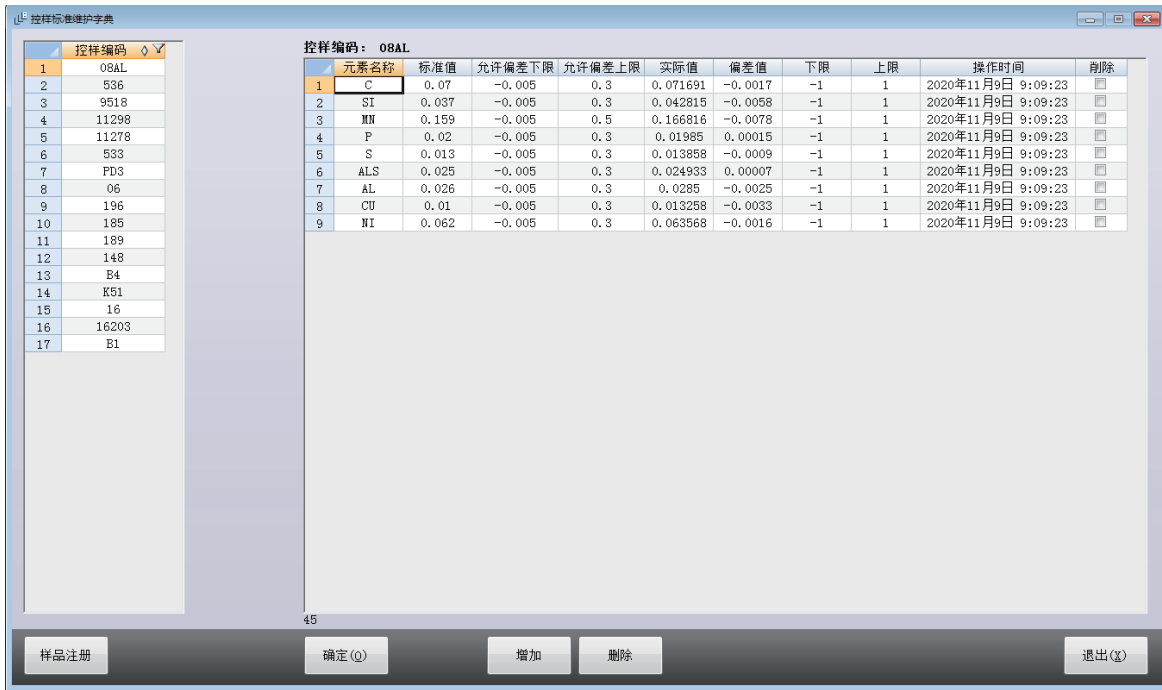 控样标准维护字典
控样编码
1 08AL
2 536
3 9518
4 11298
5 11278
6 533
7 PD3
8 06
9 196
10 185
11 189
12 148
13 B4
14 K51
15 16
16 16203
17 B1
控样编码: 08AL
元素名称 标准值 允许偏差下限 允许偏差上限 实际值 偏差值 下限 上限 操作时间 删除
1 C 0.07 -0.005 0.3 0.071691 -0.0017 -1 1 2020年11月9日 9:09:23
2 SI 0.037 -0.005 0.3 0.042815 -0.0058 -1 1 2020年11月9日 9:09:23
3 MN 0.159 -0.005 0.5 0.166816 -0.0078 -1 1 2020年11月9日 9:09:23
4 P 0.02 -0.005 0.3 0.01985 0.00015 -1 1 2020年11月9日 9:09:23
5 S 0.013 -0.005 0.3 0.013858 -0.0009 -1 1 2020年11月9日 9:09:23
6 ALS 0.025 -0.005 0.3 0.024933 0.00007 -1 1 2020年11月9日 9:09:23
7 AL 0.026 -0.005 0.3 0.0285 -0.0025 -1 1 2020年11月9日 9:09:23
8 CU 0.01 -0.005 0.3 0.013258 -0.0033 -1 1 2020年11月9日 9:09:23
9 NI 0.062 -0.005 0.3 0.063568 -0.0016 -1 1 2020年11月9日 9:09:23
45
样品注册 确定(O) 增加 删除 退出(X)